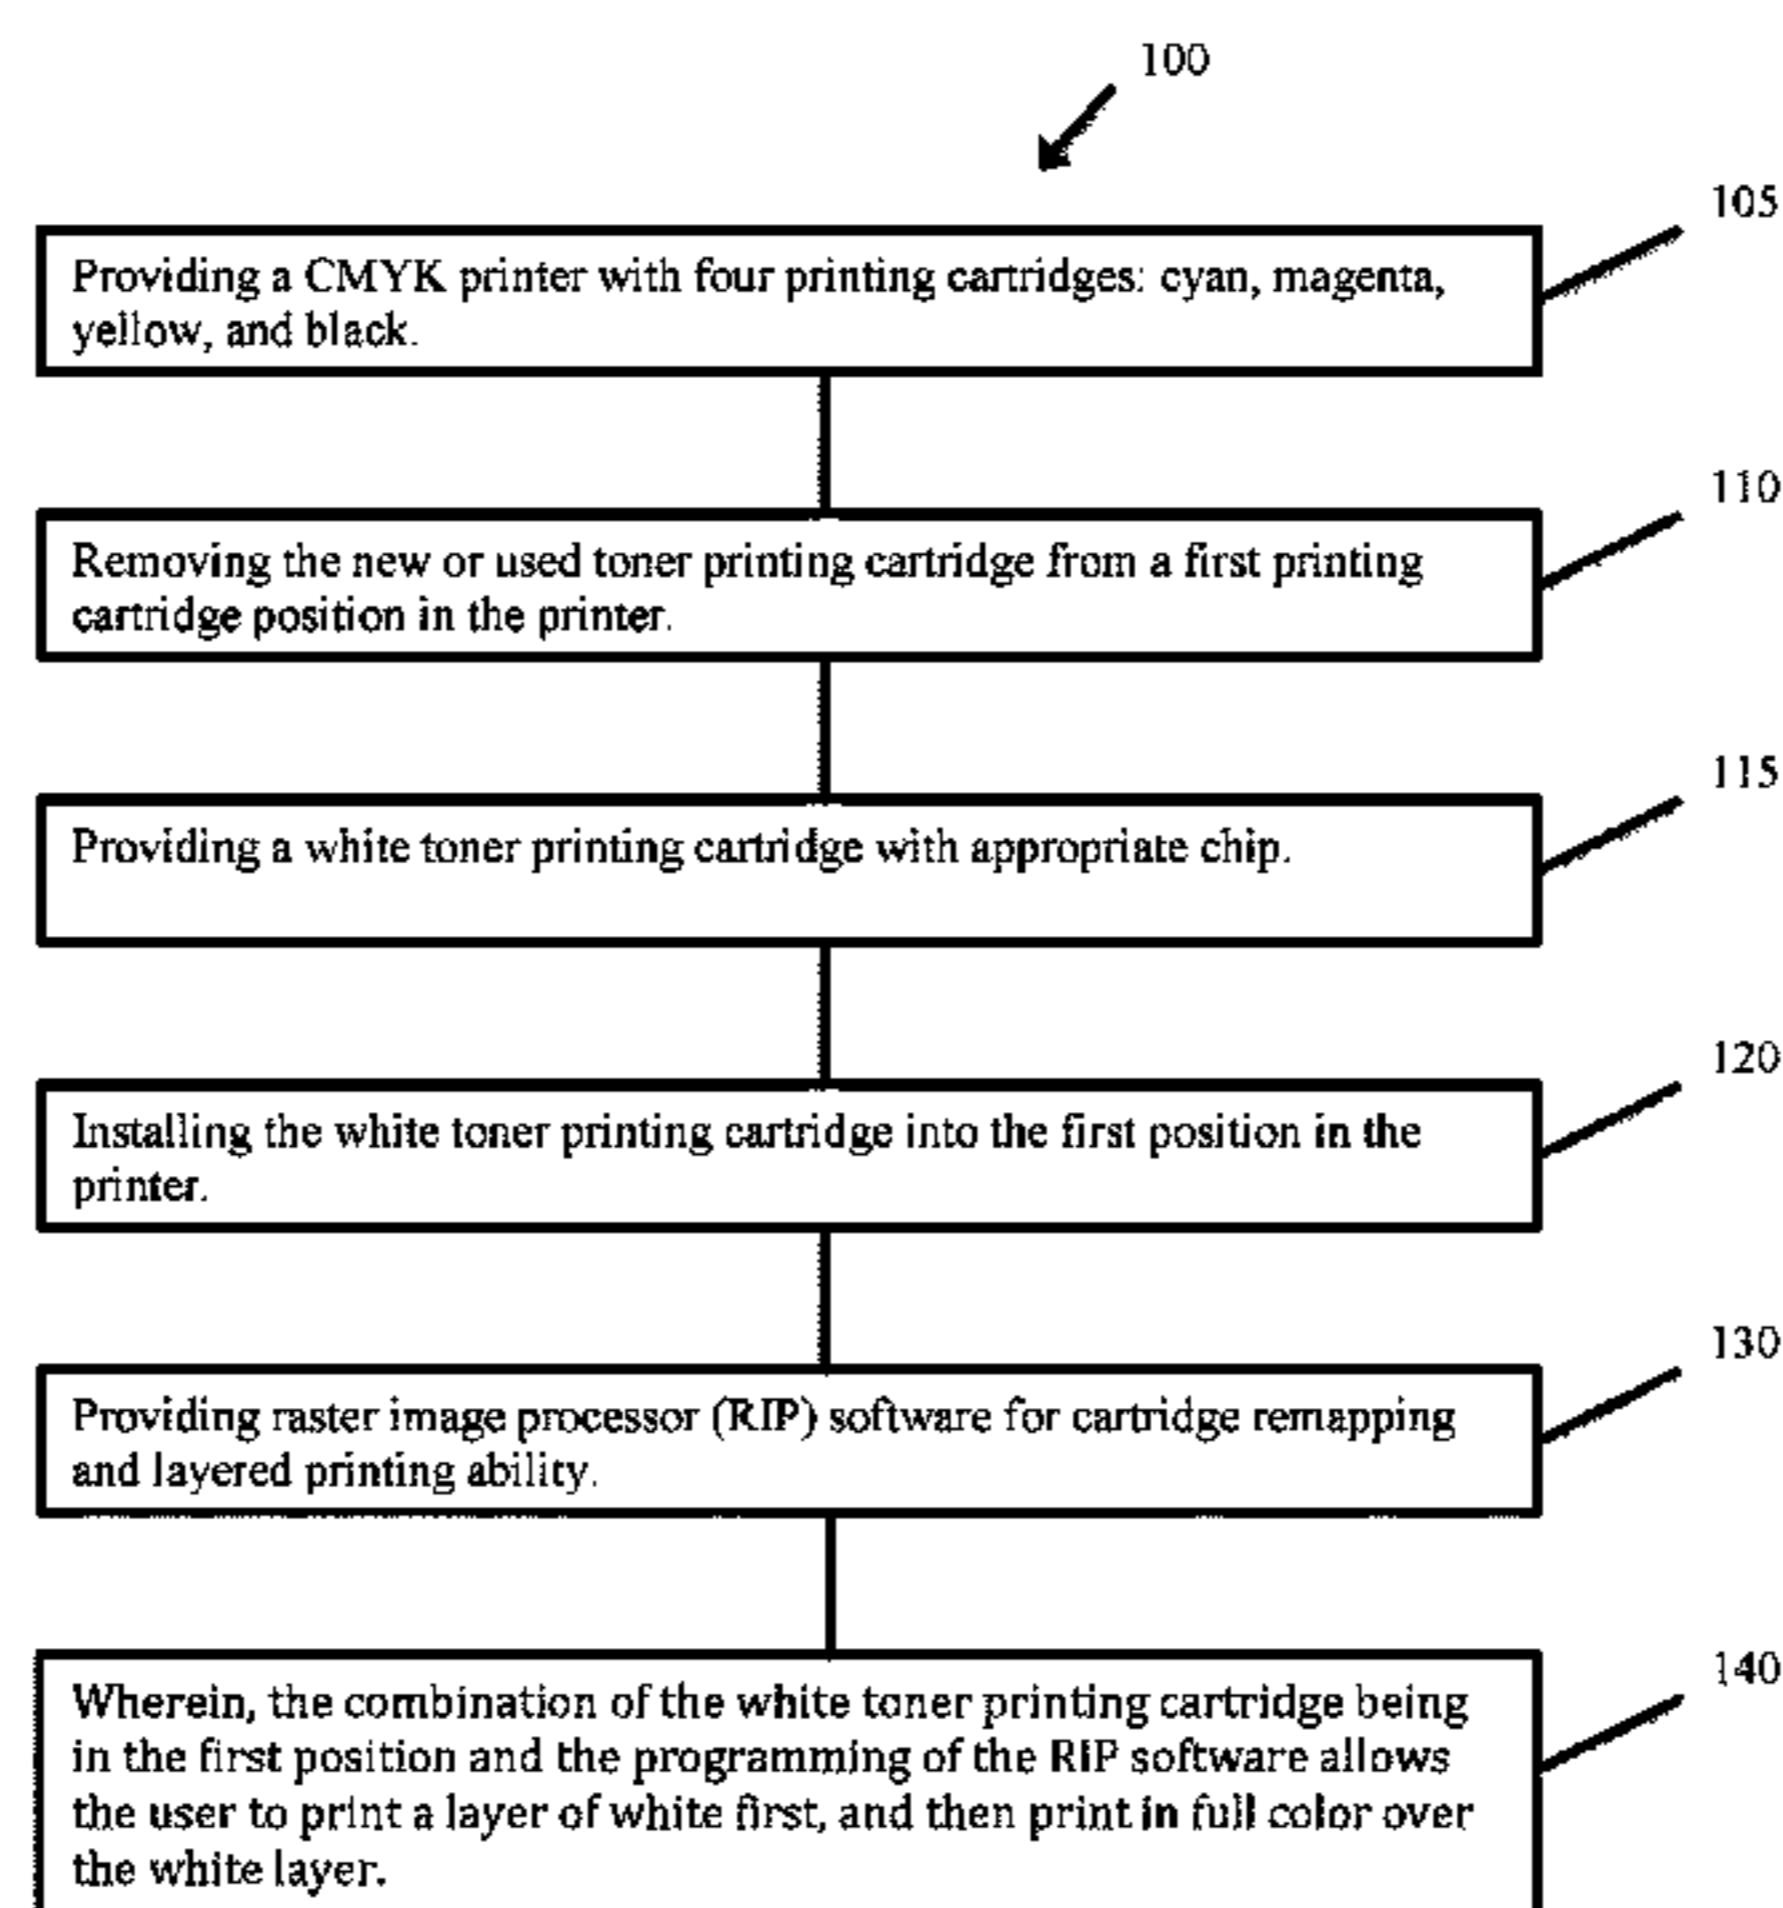 100
105
Providing a CMYK printer with four printing cartridges: cyan, magenta,
yellow, and black.
110
Removing the new or used toner printing cartridge from a first printing
cartridge position in the printer.
115
Providing a white toner printing cartridge with appropriate chip.
120
Installing the white toner printing cartridge into the first position in the
printer.
130
Providing raster image processor (RIP) software for cartridge remapping
and layered printing ability.
140
Wherein, the combination of the white toner printing cartridge being
in the first position and the programming of the RIP software allows
the user to print a layer of white first, and then print in full color over
the white layer.